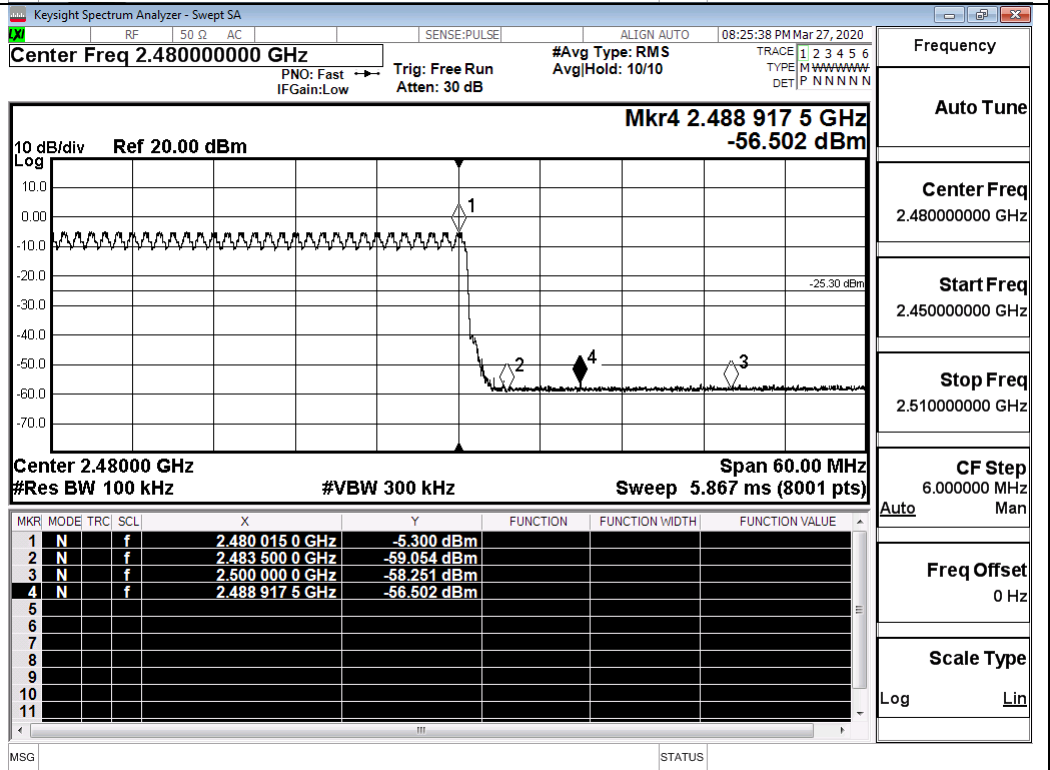 Keysight Spectrum Analyzer - Swept SA
LXI RF 50 Ω AC SENSE:PULSE ALIGN AUTO 08:25:38 PM Mar 27, 2020
Center Freq 2.480000000 GHz
PNO: Fast
IFGain:Low
Trig: Free Run
Atten: 30 dB
#Avg Type: RMS
Avg|Hold: 10/10
TRACE 1 2 3 4 5 6
TYPE M WWWWW
DET P N N N N N
Mkr4 2.488 917 5 GHz
-56.502 dBm
10 dB/div Ref 20.00 dBm
Log
10.0
0.00
-10.0
-20.0
-30.0
-40.0
-50.0
-60.0
-70.0
1
2
4
3
-25.30 dBm
Center 2.48000 GHz Span 60.00 MHz
#Res BW 100 kHz #VBW 300 kHz Sweep 5.867 ms (8001 pts)
MKR MODE TRC SCL X Y FUNCTION FUNCTION WIDTH FUNCTION VALUE
1 N f 2.480 015 0 GHz -5.300 dBm
2 N f 2.483 500 0 GHz -59.054 dBm
3 N f 2.500 000 0 GHz -58.251 dBm
4 N f 2.488 917 5 GHz -56.502 dBm
5
6
7
8
9
10
11
MSG STATUS
Frequency
Auto Tune
Center Freq
2.480000000 GHz
Start Freq
2.450000000 GHz
Stop Freq
2.510000000 GHz
CF Step
6.000000 MHz
Auto Man
Freq Offset
0 Hz
Scale Type
Log Lin